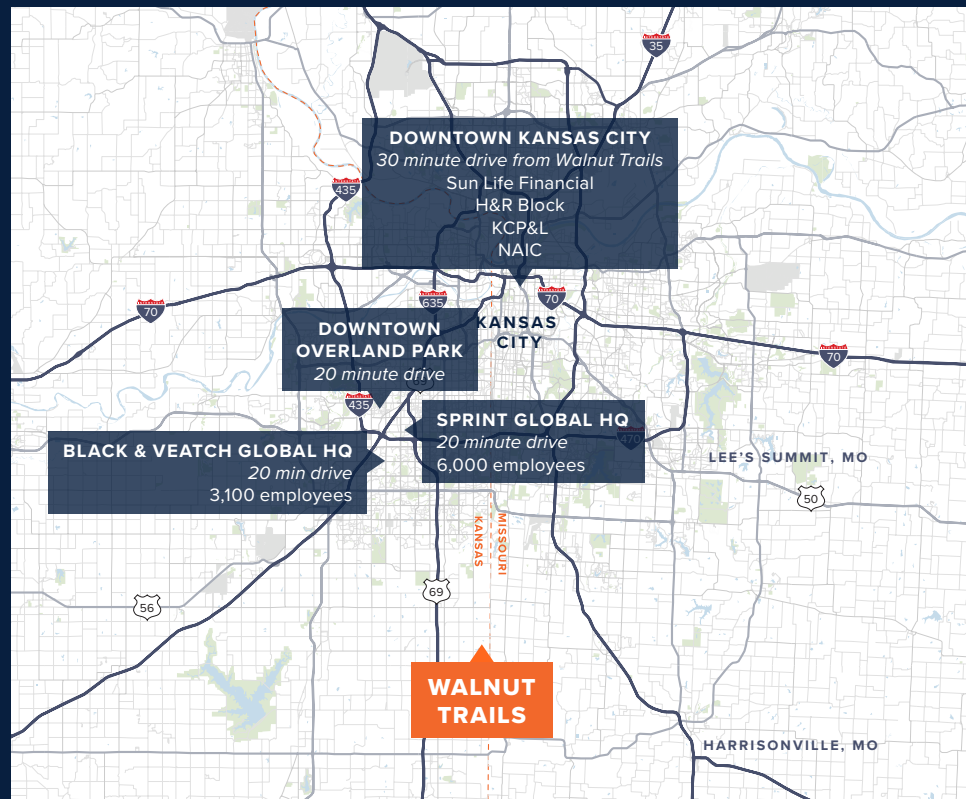 35
DOWNTOWN KANSAS CITY
30 minute drive from Walnut Trails
Sun Life Financial
H&R Block
KCP&L
NAIC
435
635
70
70
KANSAS
CITY
70
DOWNTOWN
OVERLAND PARK
20 minute drive
435
SPRINT GLOBAL HQ
20 minute drive
6,000 employees
470
BLACK & VEATCH GLOBAL HQ
20 min drive
3,100 employees
LEE'S SUMMIT, MO
50
KANSAS
MISSOURI
69
56
WALNUT
TRAILS
HARRISONVILLE, MO